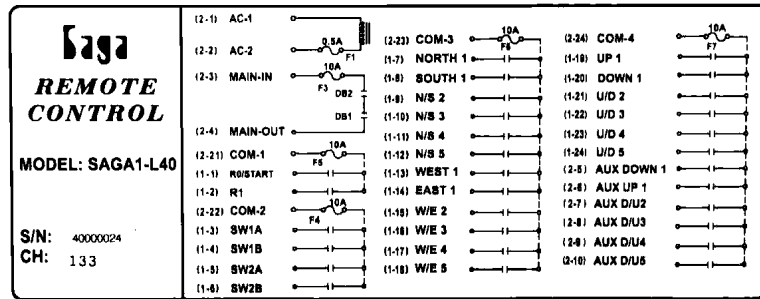 Saga
REMOTE
CONTROL
MODEL: SAGA1-L40
S/N: 40000024
CH: 133
(2-1) AC-1
(2-2) AC-2 0.5A F1
(2-3) MAIN-IN 10A F3
DB2
DB1
(2-4) MAIN-OUT
(2-21) COM-1 10A F5
(1-1) R0/START
(1-2) R1
(2-22) COM-2 10A F4
(1-3) SW1A
(1-4) SW1B
(1-5) SW2A
(1-6) SW2B
(2-23) COM-3 10A F6
(1-7) NORTH 1
(1-8) SOUTH 1
(1-9) N/S 2
(1-10) N/S 3
(1-11) N/S 4
(1-12) N/S 5
(1-13) WEST 1
(1-14) EAST 1
(1-15) W/E 2
(1-16) W/E 3
(1-17) W/E 4
(1-18) W/E 5
(2-24) COM-4 10A F7
(1-19) UP 1
(1-20) DOWN 1
(1-21) U/D 2
(1-22) U/D 3
(1-23) U/D 4
(1-24) U/D 5
(2-5) AUX DOWN 1
(2-6) AUX UP 1
(2-7) AUX D/U2
(2-8) AUX D/U3
(2-9) AUX D/U4
(2-10) AUX D/U5